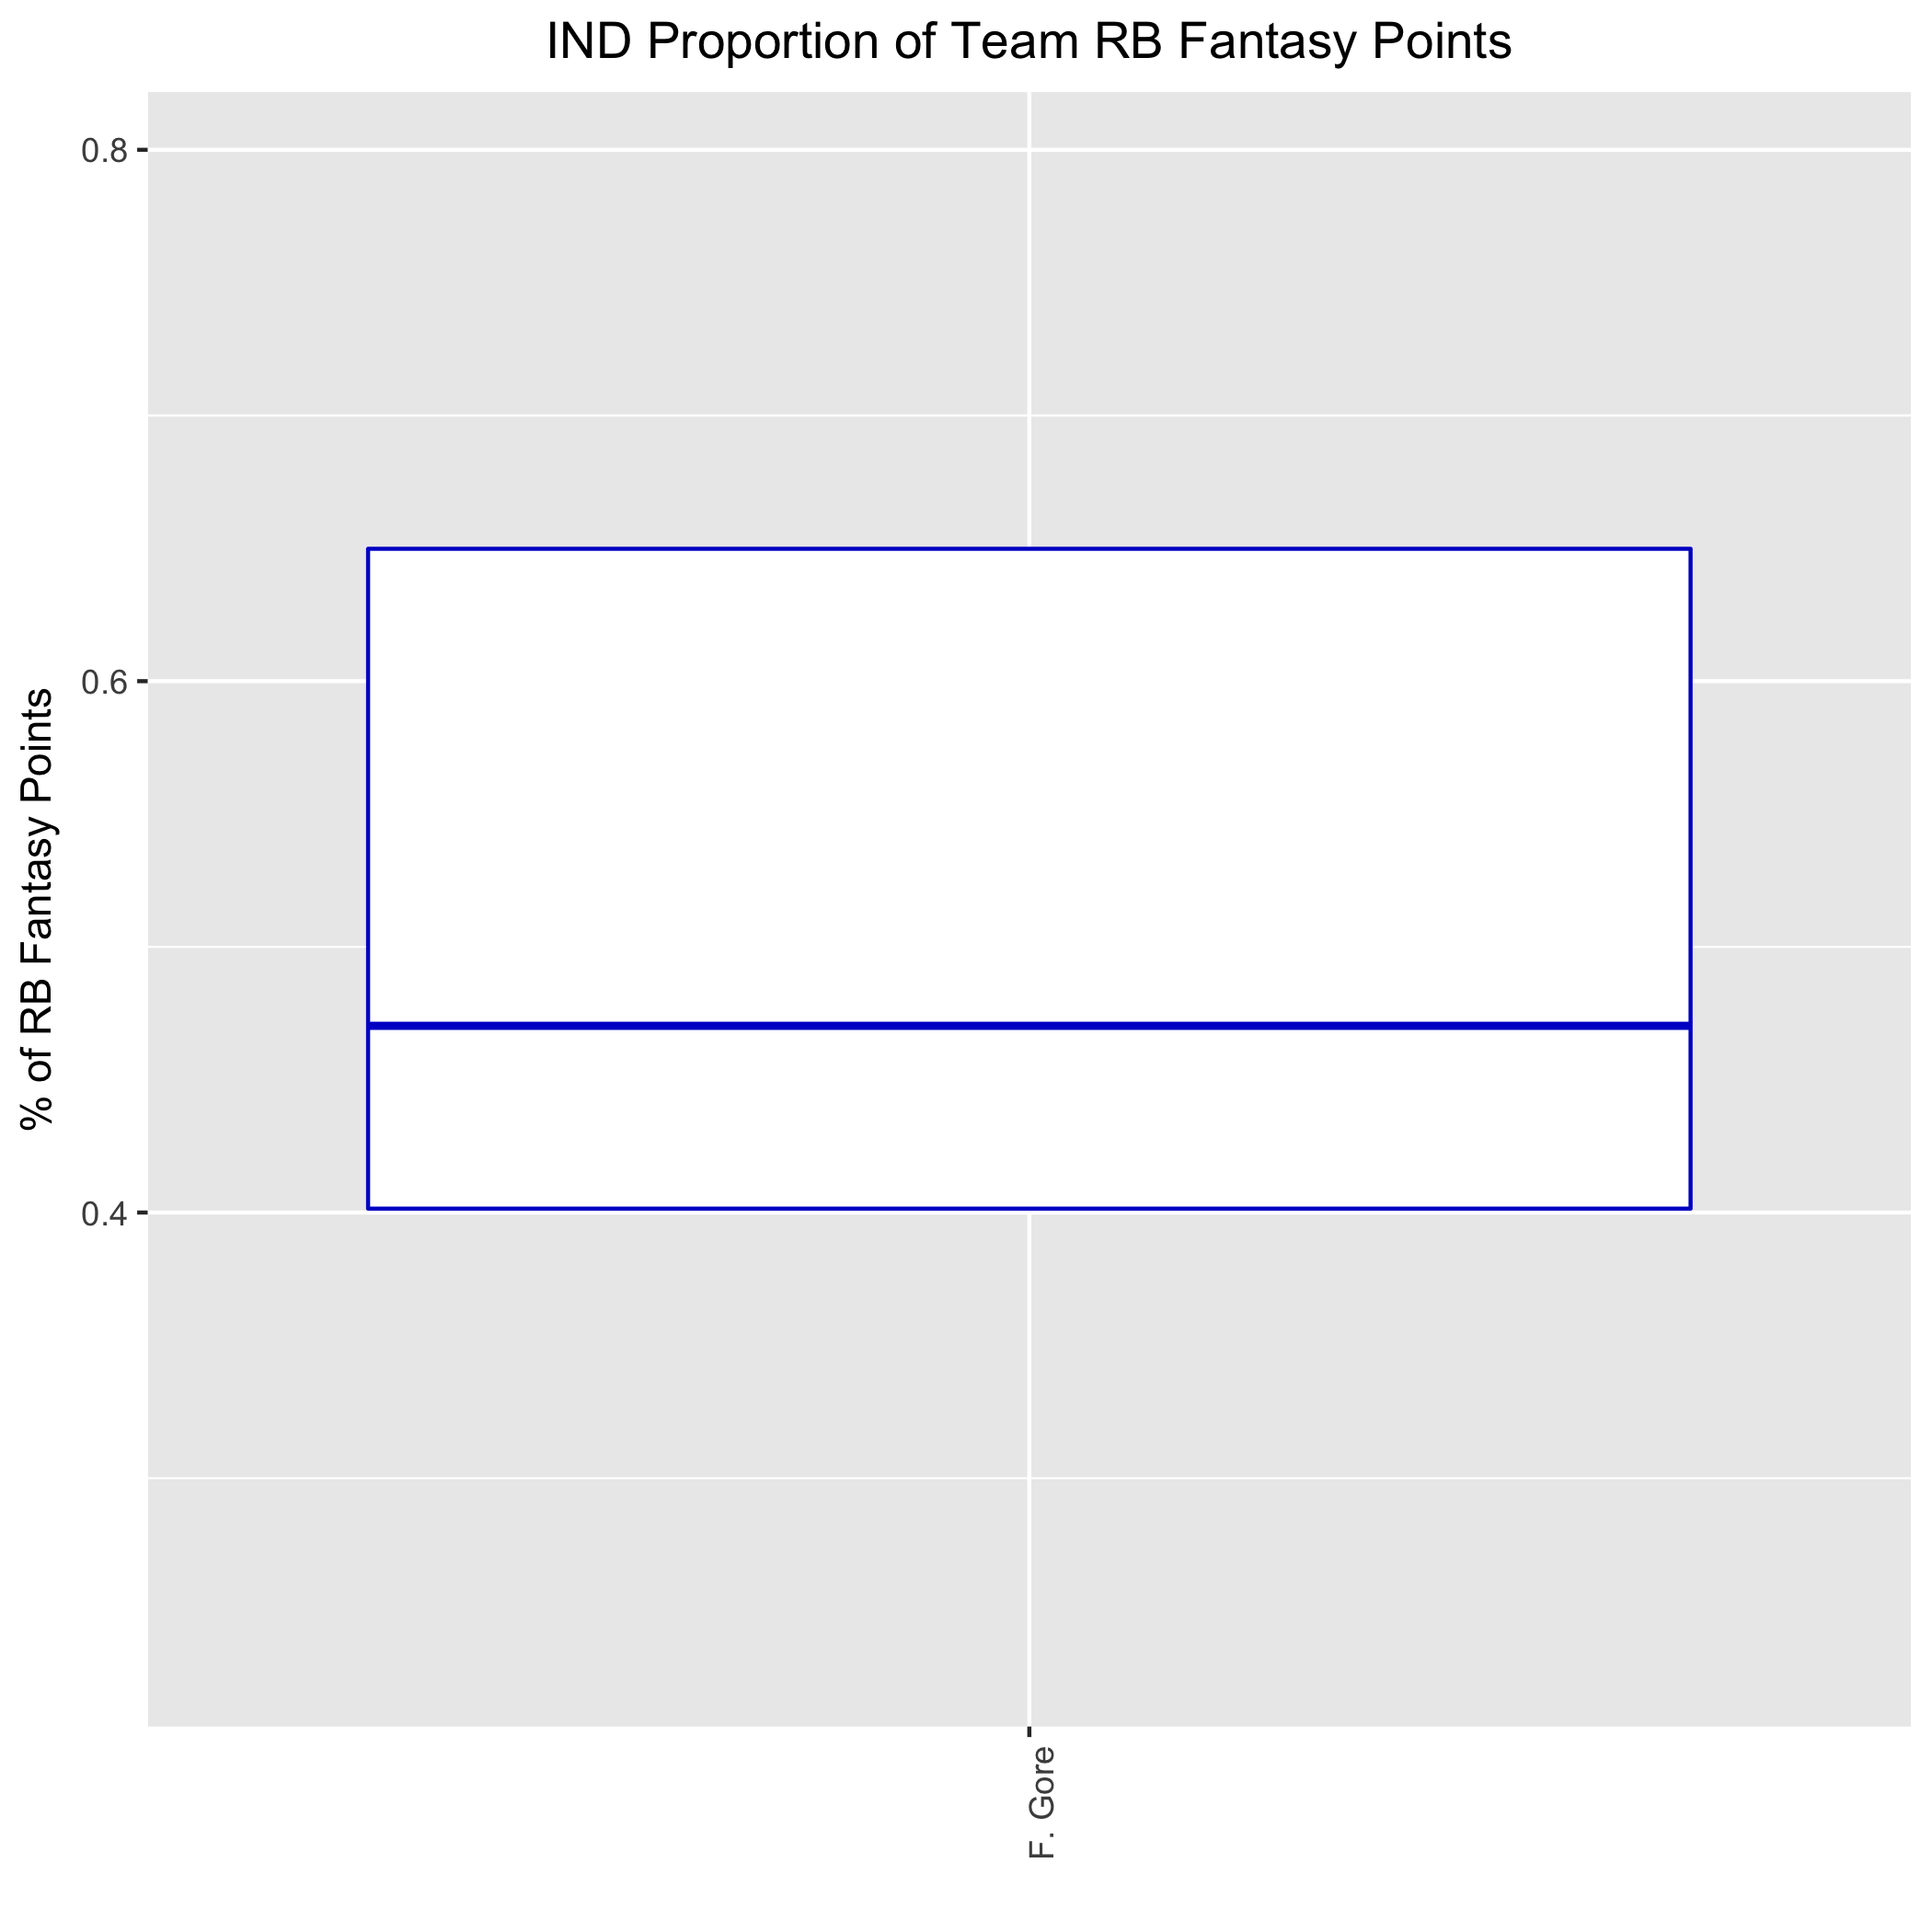 IND Proportion of Team RB Fantasy Points
% of RB Fantasy Points
0.8
0.6
0.4
F. Gore